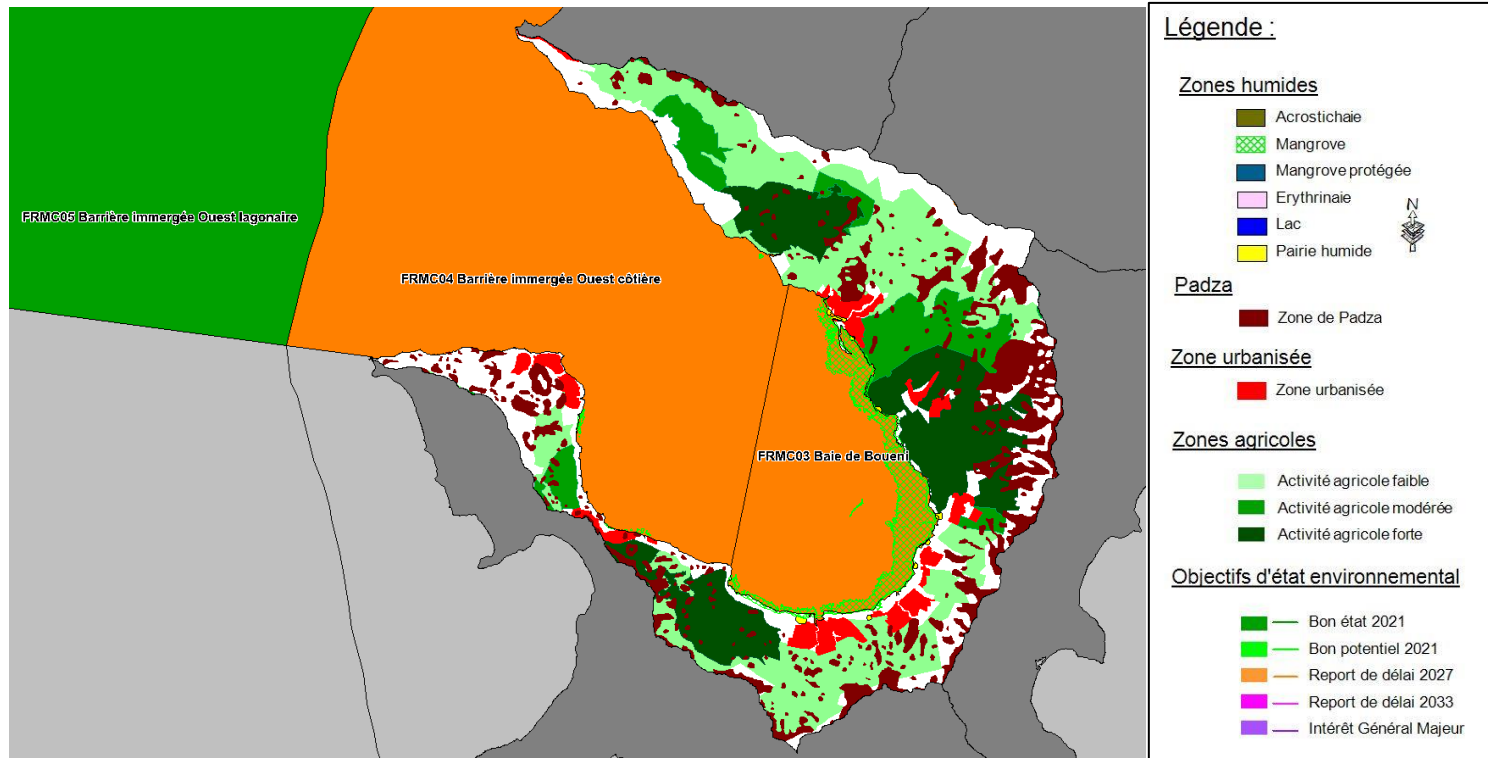 FRMC05 Barrière immergée Ouest lagonaire
FRMC04 Barrière immergée Ouest côtière
FRMC03 Baie de Boueni
Légende :
Zones humides
Acrostichaie
Mangrove
Mangrove protégée
Erythrinaie
Lac
Pairie humide
N
Padza
Zone de Padza
Zone urbanisée
Zone urbanisée
Zones agricoles
Activité agricole faible
Activité agricole modérée
Activité agricole forte
Objectifs d'état environnemental
Bon état 2021
Bon potentiel 2021
Report de délai 2027
Report de délai 2033
Intérêt Général Majeur